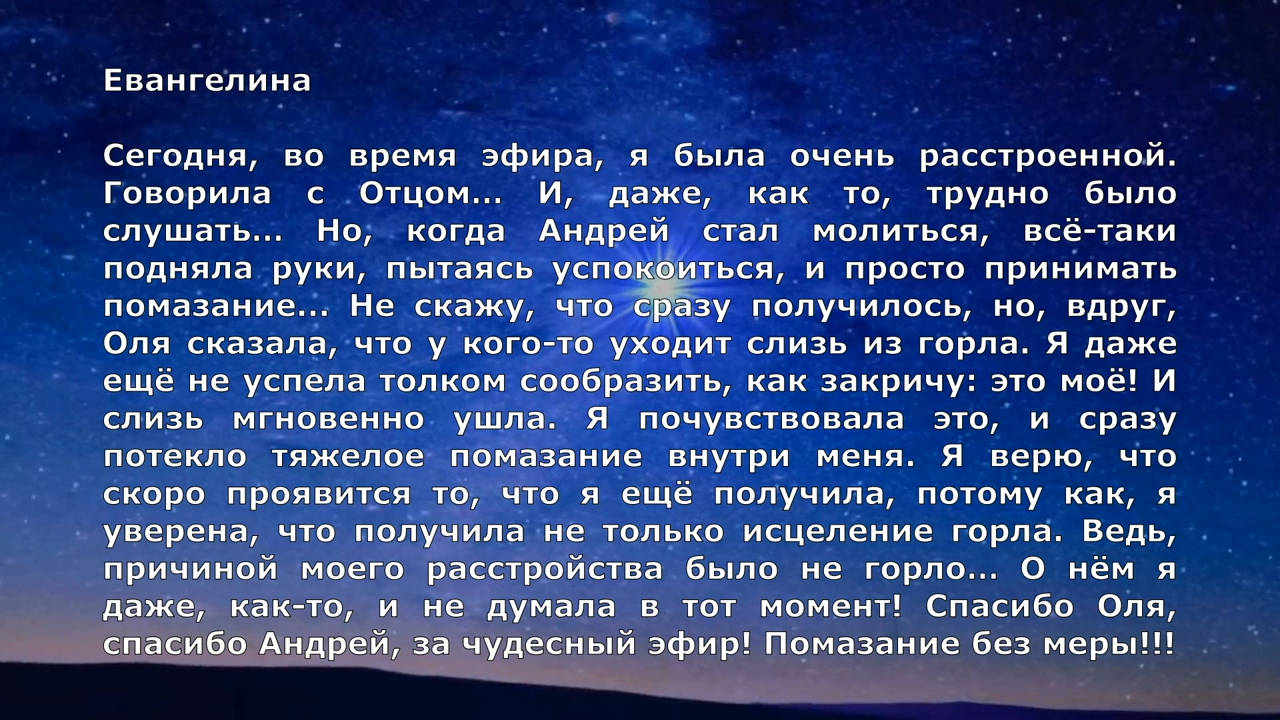 Евангелина
Сегодня, во время эфира, я была очень расстроенной.
Говорила с Отцом... И, даже, как то, трудно было
слушать... Но, когда Андрей стал молиться, всё-таки
подняла руки, пытаясь успокоиться, и просто принимать
помазание... Не скажу, что сразу получилось, но, вдруг,
Оля сказала, что у кого-то уходит слизь из горла. Я даже
ещё не успела толком сообразить, как закричу: это моё! И
слизь мгновенно ушла. Я почувствовала это, и сразу
потекло тяжелое помазание внутри меня. Я верю, что
скоро проявится то, что я ещё получила, потому как, я
уверена, что получила не только исцеление горла. Ведь,
причиной моего расстройства было не горло... О нём я
даже, как-то, и не думала в тот момент! Спасибо Оля,
спасибо Андрей, за чудесный эфир! Помазание без меры!!!